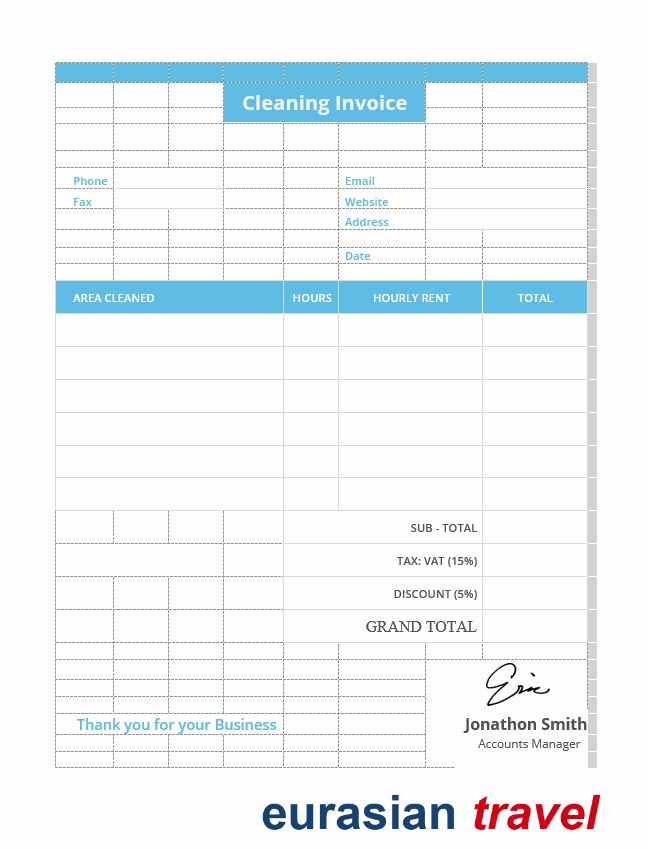 Cleaning Invoice
Phone
Email
Fax
Website
Address
Date
AREA CLEANED HOURS HOURLY RENT TOTAL
SUB - TOTAL
TAX: VAT (15%)
DISCOUNT (5%)
GRAND TOTAL
Eric
Thank you for your Business
Jonathon Smith
Accounts Manager
eurasian travel